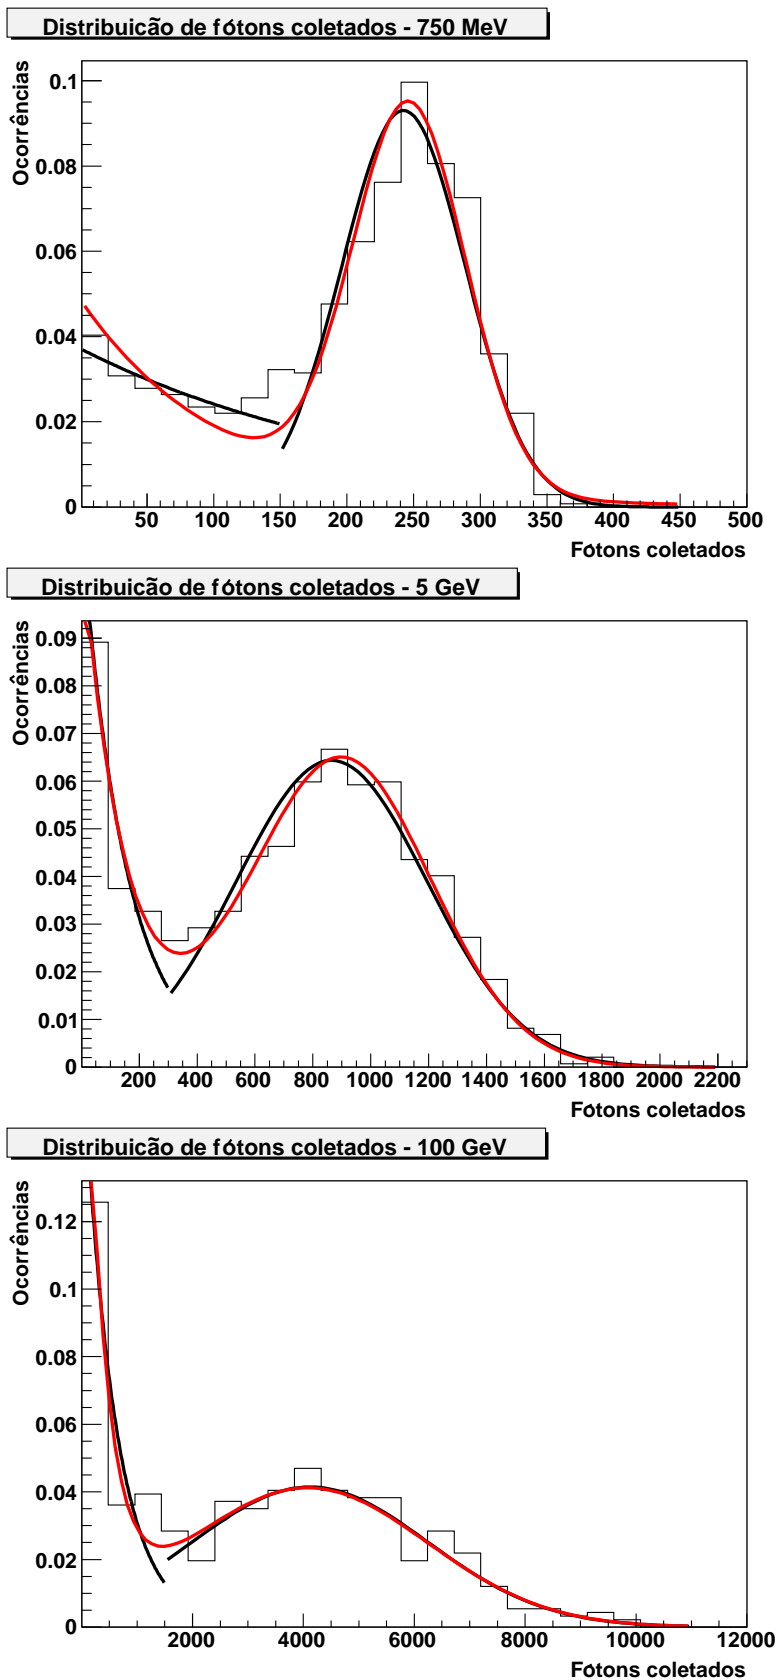 Distribuicão de fótons coletados - 750 MeV
Ocorrências
0.1
0.08
0.06
0.04
0.02
0
50 100 150 200 250 300 350 400 450 500
Fótons coletados
Distribuicão de fótons coletados - 5 GeV
Ocorrências
0.09
0.08
0.07
0.06
0.05
0.04
0.03
0.02
0.01
0
200 400 600 800 1000 1200 1400 1600 1800 2000 2200
Fótons coletados
Distribuicão de fótons coletados - 100 GeV
Ocorrências
0.12
0.1
0.08
0.06
0.04
0.02
0
2000 4000 6000 8000 10000 12000
Fótons coletados